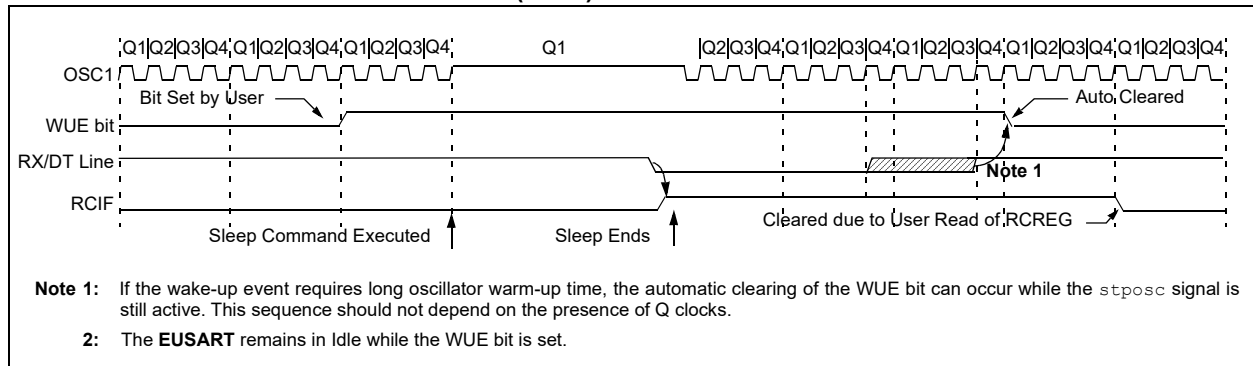 Q1|Q2|Q3|Q4|Q1|Q2|Q3|Q4|Q1|Q2|Q3|Q4 Q1 |Q2|Q3|Q4|Q1|Q2|Q3|Q4|Q1|Q2|Q3|Q4|Q1|Q2|Q3|Q4|Q1|Q2|Q3|Q4
OSC1
Bit Set by User Auto Cleared
WUE bit
RX/DT Line
Note 1
RCIF
Cleared due to User Read of RCREG
Sleep Command Executed Sleep Ends
Note 1: If the wake-up event requires long oscillator warm-up time, the automatic clearing of the WUE bit can occur while the stposc signal is
still active. This sequence should not depend on the presence of Q clocks.
2: The EUSART remains in Idle while the WUE bit is set.